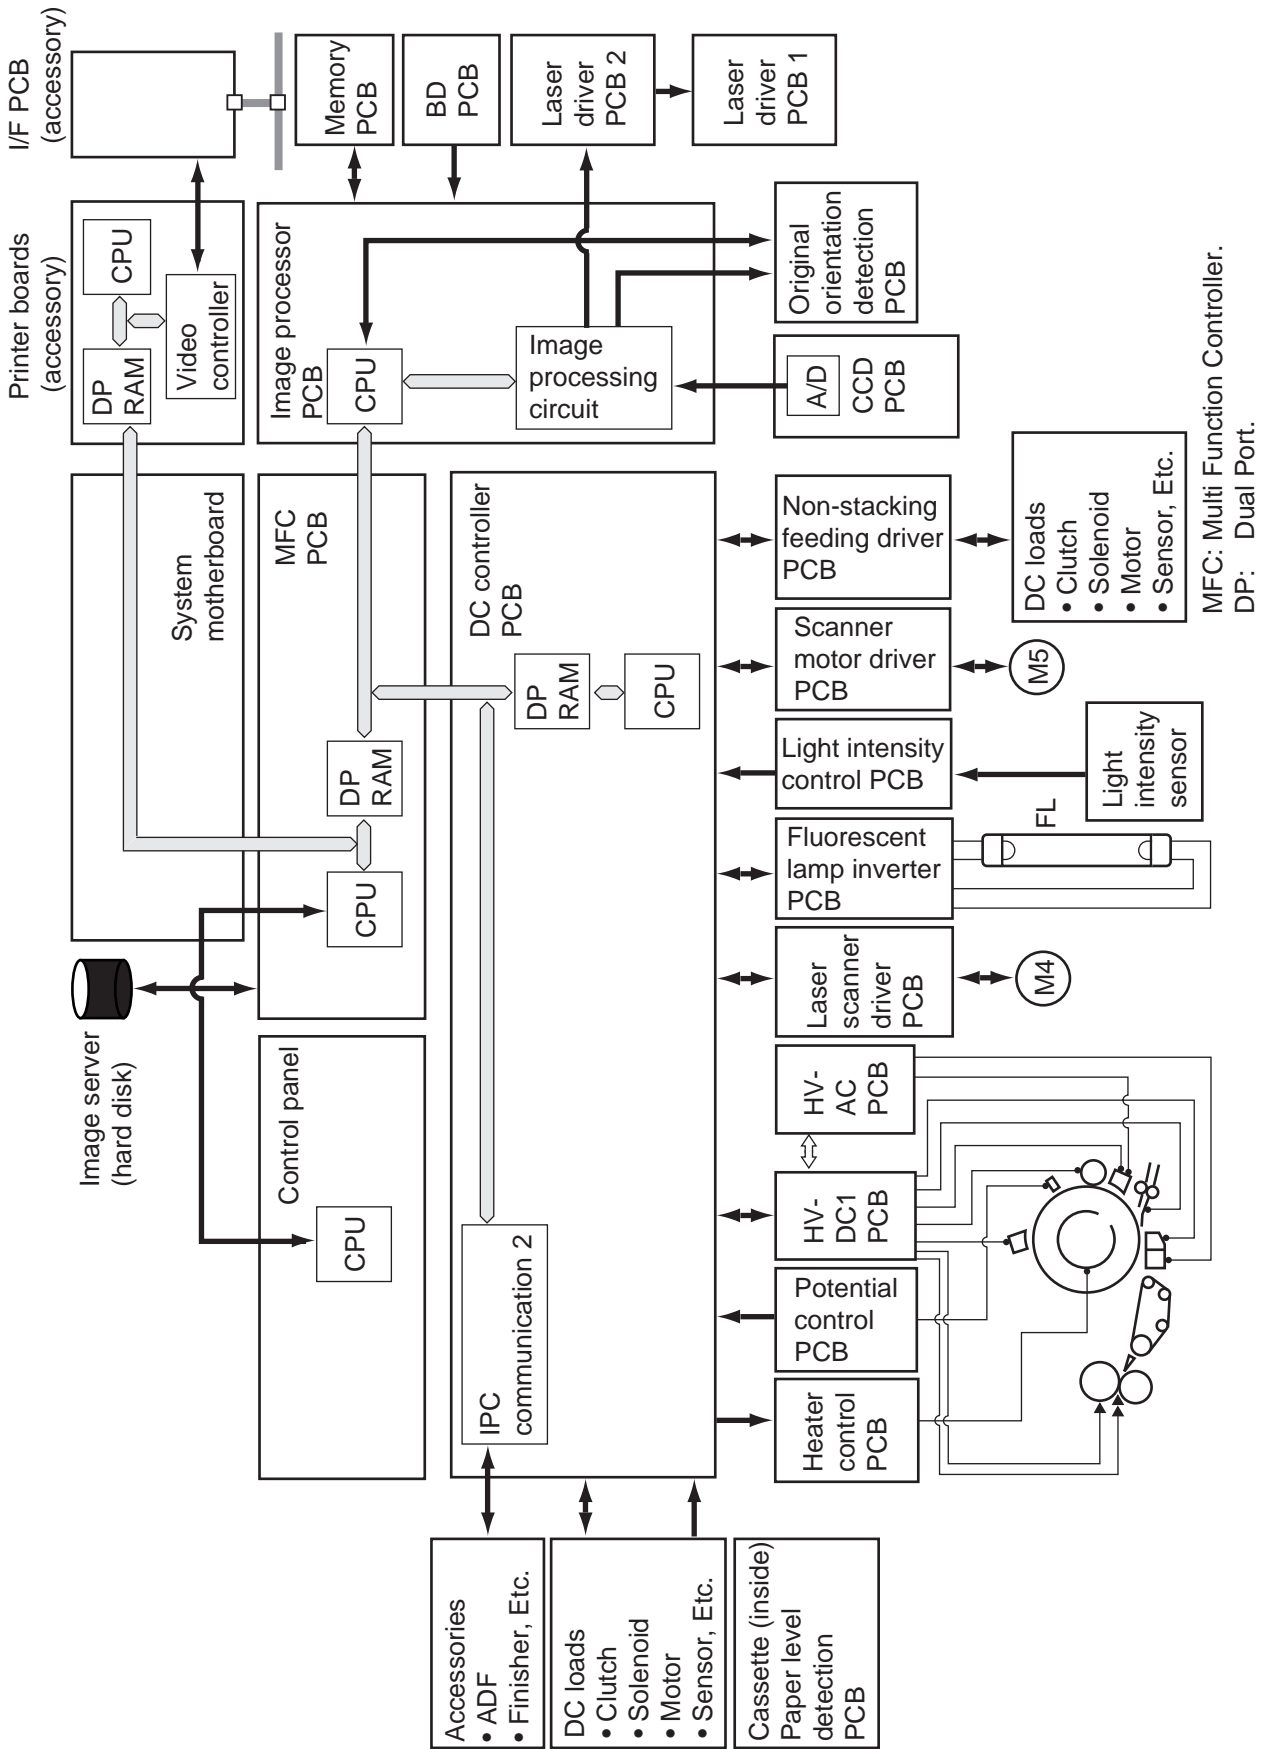 Image server
(hard disk)
Printer boards
(accessory)
I/F PCB
(accessory)
System
motherboard
DP
RAM
CPU
Video
controller
Control panel
CPU
MFC
PCB
CPU
DP
RAM
Image processor
PCB
CPU
Image
processing
circuit
Memory
PCB
BD
PCB
Laser
driver
PCB 2
Laser
driver
PCB 1
Accessories
• ADF
• Finisher, Etc.
DC loads
• Clutch
• Solenoid
• Motor
• Sensor, Etc.
Cassette (inside)
Paper level
detection
PCB
IPC
communication 2
DC controller
PCB
DP
RAM
CPU
A/D
CCD
PCB
Original
orientation
detection
PCB
Heater
control
PCB
Potential
control
PCB
HV-
DC1
PCB
HV-
AC
PCB
Laser
scanner
driver
PCB
Fluorescent
lamp inverter
PCB
Light intensity
control PCB
Scanner
motor driver
PCB
Non-stacking
feeding driver
PCB
M4
FL
Light
intensity
sensor
M5
DC loads
• Clutch
• Solenoid
• Motor
• Sensor, Etc.
MFC: Multi Function Controller.
DP: Dual Port.